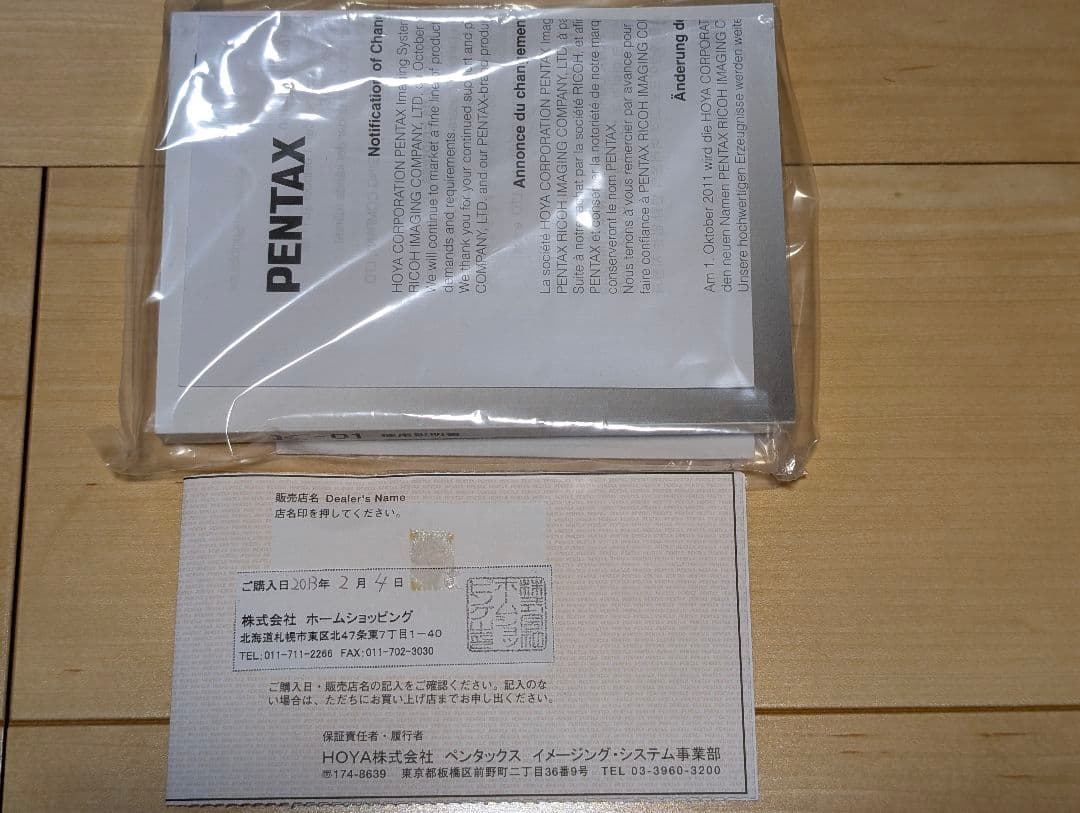 PENTAX
Notification of Chan
HOYA CORPORATION PENTAX Imaging System
RICOH IMAGING COMPANY, LTD. October
We will continue to market a fine line of product
demands and requirements.
We thank you for your continued support and p
COMPANY, LTD. and our PENTAX-brand produ
Annonce du changemen
La société HOYA CORPORATION PENTAX Imag
PENTAX RICOH IMAGING COMPANY, LTD. à pa
Suite à notre rachat par la société RICOH, et afi
PENTAX et conserver la notoriété de notre marq
conserveront le nom PENTAX.
Nous tenons à vous remercier par avance pour
faire confiance à PENTAX RICOH IMAGING CO
Änderung de
Am 1. Oktober 2011 wird die HOYA CORPORAT
den neuen Namen PENTAX RICOH IMAGING C
Unsere hochwertigen Erzeugnisse werden weite
K-01 使用説明書
販売店名 Dealer's Name
店名印を押してください。
ご購入日 2013年 2月 4日
株式会社 ホームショッピング
北海道札幌市東区北47条東7丁目1-40
TEL:011-711-2266 FAX:011-702-3030
ご購入日・販売店名の記入をご確認ください。記入のな
い場合は、ただちにお買い上げ店までお申し出ください。
保証責任者・履行者
HOYA株式会社 ペンタックス イメージング・システム事業部
〠174-8639 東京都板橋区前野町二丁目36番9号 TEL 03-3960-3200